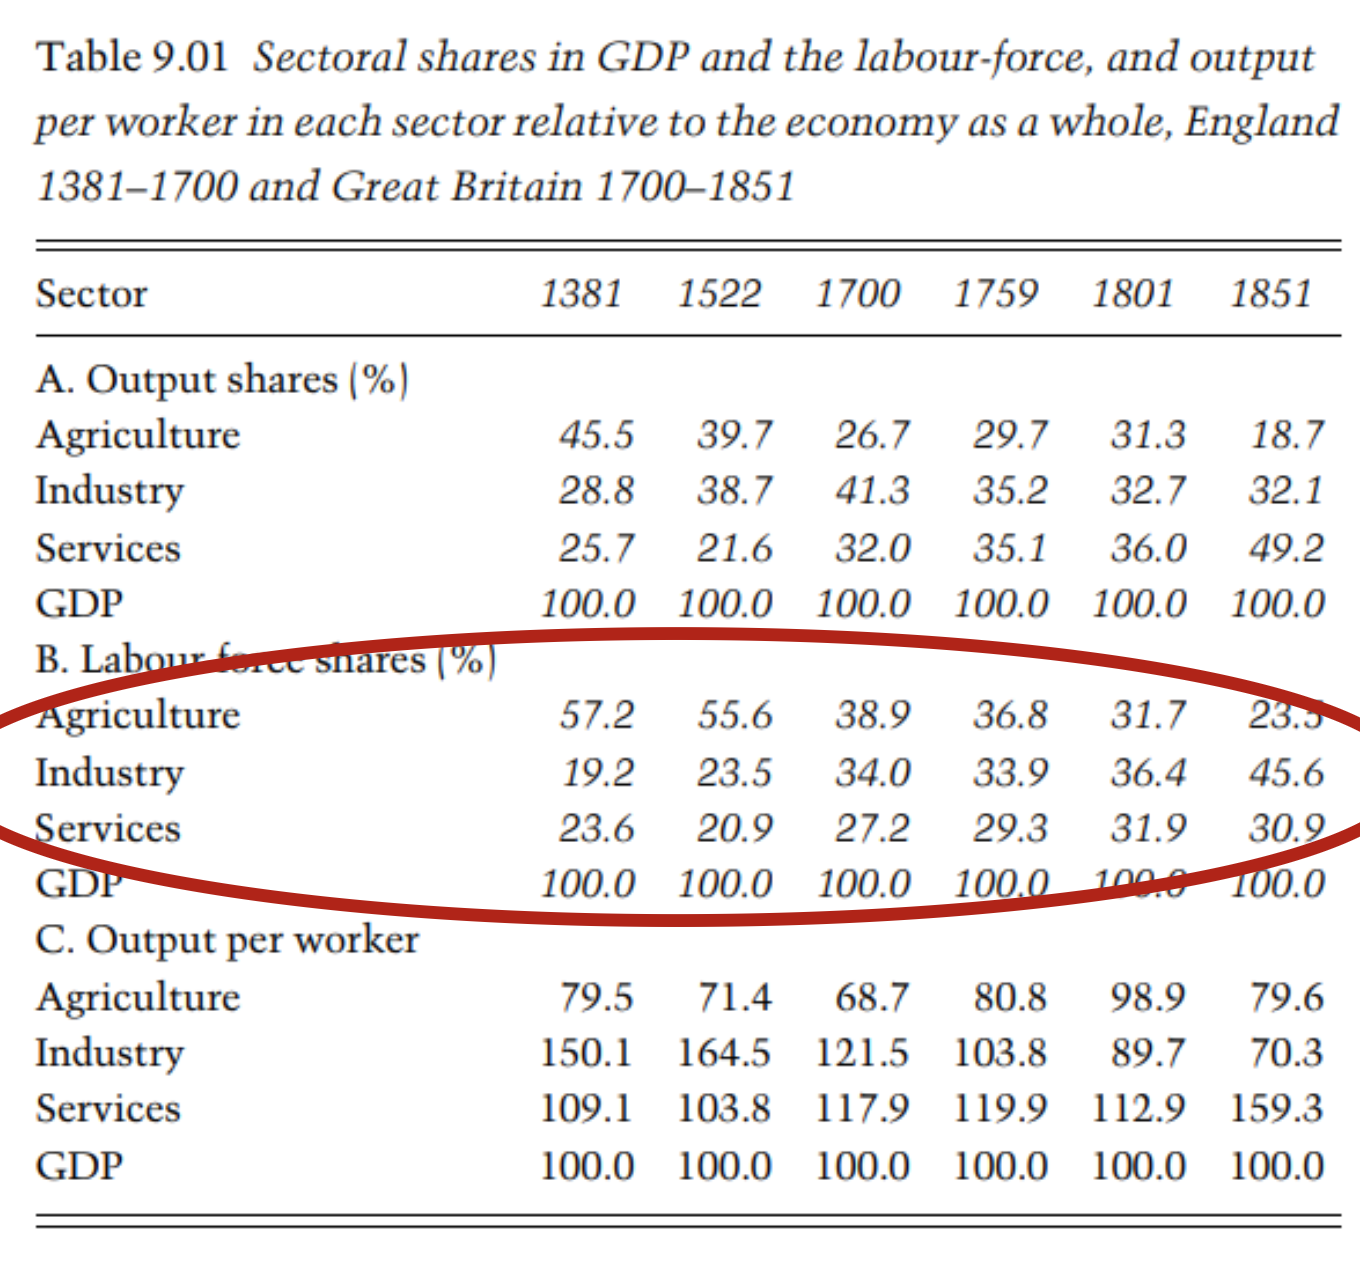 Table 9.01 Sectoral shares in GDP and the labour-force, and output
per worker in each sector relative to the economy as a whole, England
1381–1700 and Great Britain 1700–1851
Sector 1381 1522 1700 1759 1801 1851
A. Output shares (%)
Agriculture 45.5 39.7 26.7 29.7 31.3 18.7
Industry 28.8 38.7 41.3 35.2 32.7 32.1
Services 25.7 21.6 32.0 35.1 36.0 49.2
GDP 100.0 100.0 100.0 100.0 100.0 100.0
B. Labour force shares (%)
Agriculture 57.2 55.6 38.9 36.8 31.7 23.5
Industry 19.2 23.5 34.0 33.9 36.4 45.6
Services 23.6 20.9 27.2 29.3 31.9 30.9
GDP 100.0 100.0 100.0 100.0 100.0 100.0
C. Output per worker
Agriculture 79.5 71.4 68.7 80.8 98.9 79.6
Industry 150.1 164.5 121.5 103.8 89.7 70.3
Services 109.1 103.8 117.9 119.9 112.9 159.3
GDP 100.0 100.0 100.0 100.0 100.0 100.0